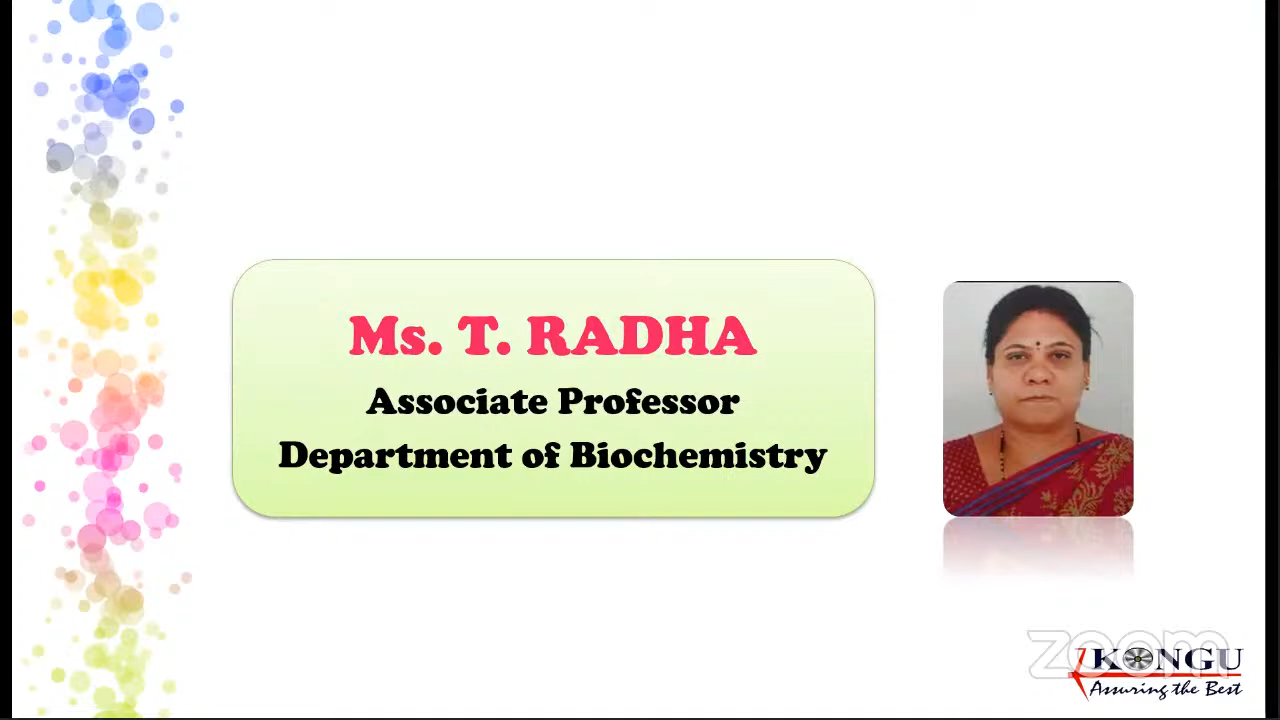 Ms. T. RADHA
Associate Professor
Department of Biochemistry
zoom
KONGU
Assuring the Best